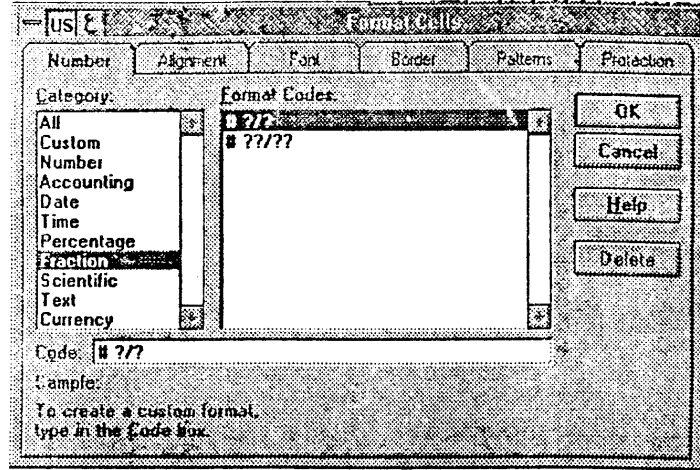 US ع Format Cells
Number Alignment Font Border Patterns Protection
Category:
All
Custom
Number
Accounting
Date
Time
Percentage
Fraction
Scientific
Text
Currency
Format Codes:
# ?/?
# ??/??
OK
Cancel
Help
Delete
Code: # ?/?
Sample:
To create a custom format,
type in the Code box.